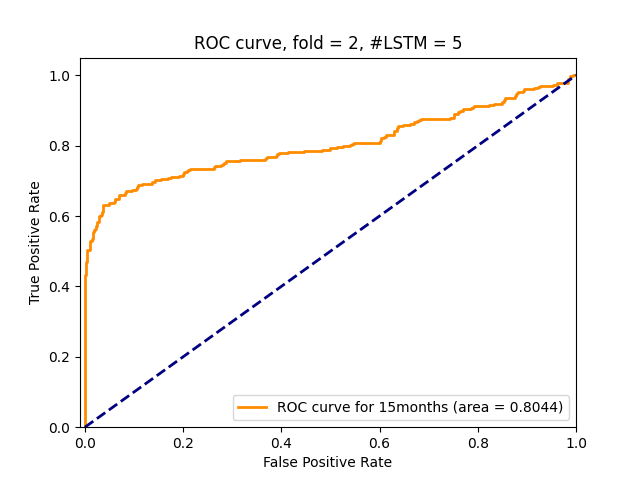 ROC curve, fold = 2, #LSTM = 5
True Positive Rate
1.0
0.8
0.6
0.4
0.2
0.0
0.0 0.2 0.4 0.6 0.8 1.0
False Positive Rate
ROC curve for 15months (area = 0.8044)